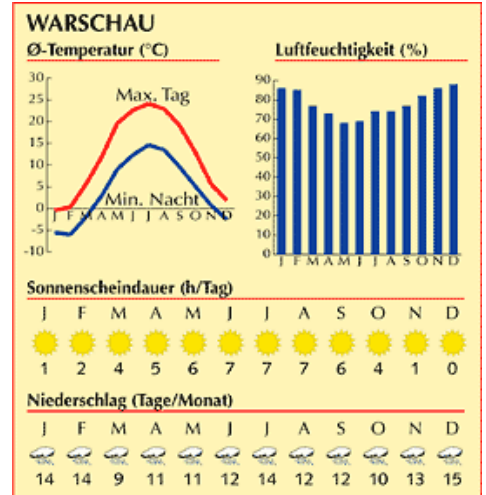 WARSCHAU
Ø-Temperatur (°C)
30
25
20
15
10
5
0
-5
-10
Max. Tag
Min. Nacht
J F M A M J J A S O N D
Luftfeuchtigkeit (%)
90
80
70
60
50
40
30
20
10
0
J F M A M J J A S O N D
Sonnenscheindauer (h/Tag)
J F M A M J J A S O N D
1 2 4 5 6 7 7 7 6 4 1 0
Niederschlag (Tage/Monat)
J F M A M J J A S O N D
14 14 9 11 11 12 14 12 12 10 13 15